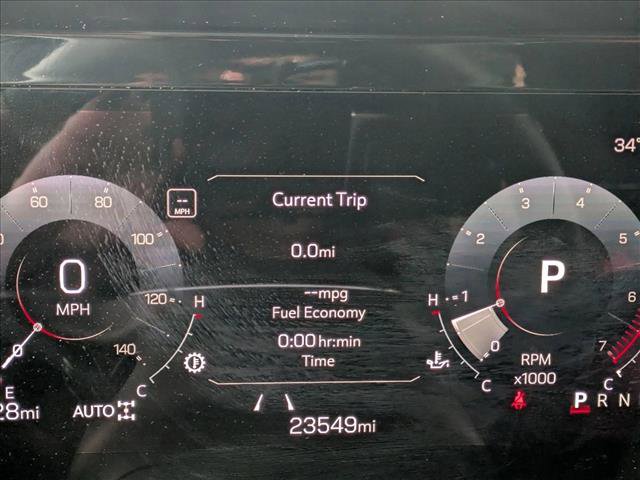 34°
Current Trip
0.0mi
--mpg
Fuel Economy
0:00 hr:min
Time
23549mi
60
80
100
120
140
0
MPH
0
--
MPH
H
C
E
28mi
AUTO
H
C
1
2
3
4
5
6
7
0
P
RPM
x1000
C
P R N